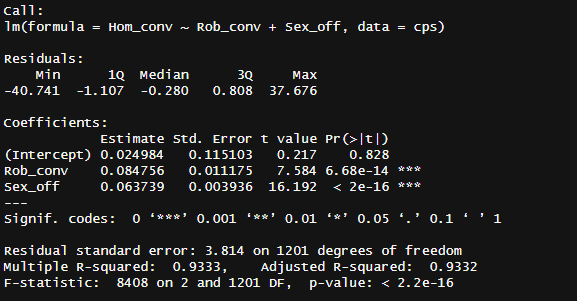 Call:
lm(formula = Hom_conv ~ Rob_conv + Sex_off, data = cps)
Residuals:
    Min      1Q  Median      3Q     Max
-40.741  -1.107  -0.280   0.808  37.676
Coefficients:
            Estimate Std. Error t value Pr(>|t|)
(Intercept) 0.024984   0.115103   0.217    0.828
Rob_conv    0.084756   0.011175   7.584 6.68e-14 ***
Sex_off     0.063739   0.003936  16.192  < 2e-16 ***
---
Signif. codes:  0 ‘***’ 0.001 ‘**’ 0.01 ‘*’ 0.05 ‘.’ 0.1 ‘ ’ 1
Residual standard error: 3.814 on 1201 degrees of freedom
Multiple R-squared:  0.9333,    Adjusted R-squared:  0.9332
F-statistic:  8408 on 2 and 1201 DF,  p-value: < 2.2e-16